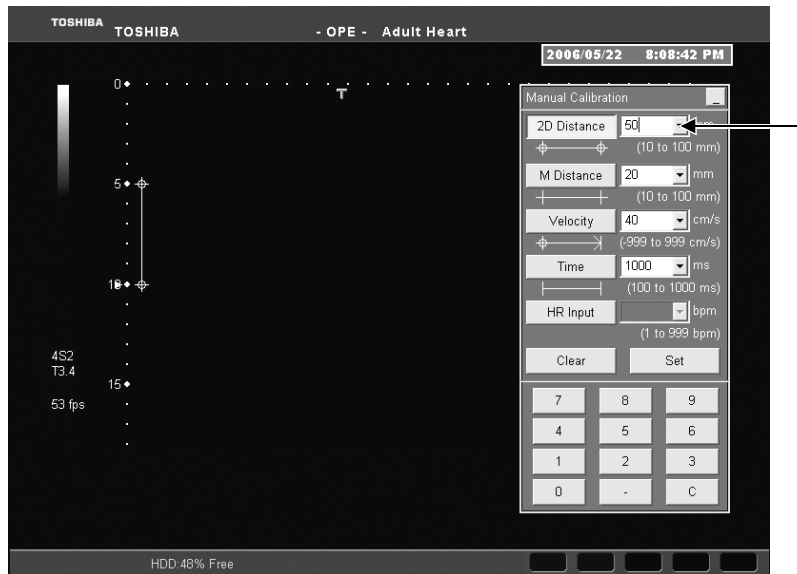 TOSHIBA
TOSHIBA - OPE - Adult Heart
2006/05/22 8:08:42 PM
0
T
5
10
15
4S2
T3.4
53 fps
Manual Calibration _
2D Distance 50 mm
(10 to 100 mm)
M Distance 20 mm
(10 to 100 mm)
Velocity 40 cm/s
(-999 to 999 cm/s)
Time 1000 ms
(100 to 1000 ms)
HR Input bpm
(1 to 999 bpm)
Clear Set
7 8 9
4 5 6
1 2 3
0 - C
HDD:48% Free